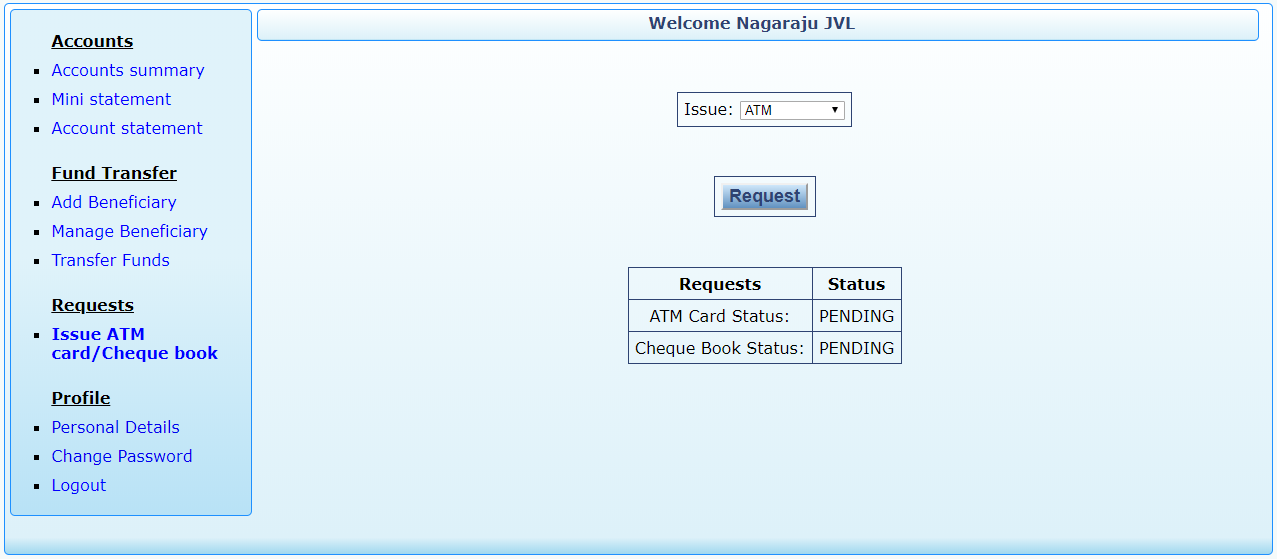 Welcome Nagaraju JVL
Accounts
Accounts summary
Mini statement
Account statement
Fund Transfer
Add Beneficiary
Manage Beneficiary
Transfer Funds
Requests
Issue ATM
card/Cheque book
Profile
Personal Details
Change Password
Logout
Issue: ATM
Request
Requests Status
ATM Card Status: PENDING
Cheque Book Status: PENDING